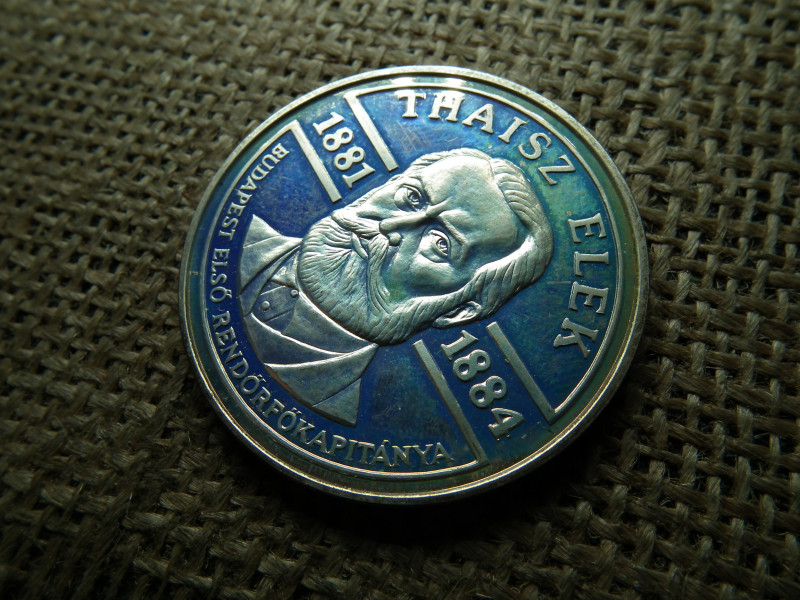 THAISZ ELEK
1881
1884
BUDAPEST ELSŐ RENDŐRFŐKAPITÁNYA